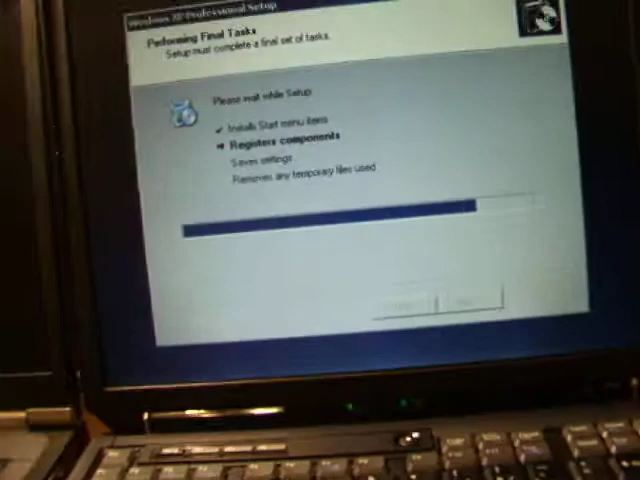 Windows XP Professional Setup
Performing Final Tasks
Setup must complete a final set of tasks.
Please wait while Setup:
Installs Start menu items
Registers components
Saves settings
Removes any temporary files used